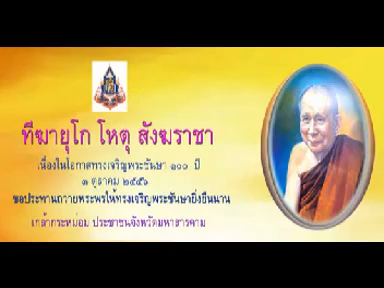 ทีฆายุโก โหตุ สังฆราชา
เนื่องในโอกาสทรงเจริญพระชันษา ๑๐๐ ปี
๓ ตุลาคม ๒๕๕๖
ขอประทานถวายพระพรให้ทรงเจริญพระชันษายิ่งยืนนาน
เกล้ากระหม่อม ประชาชนจังหวัดมหาสารคาม